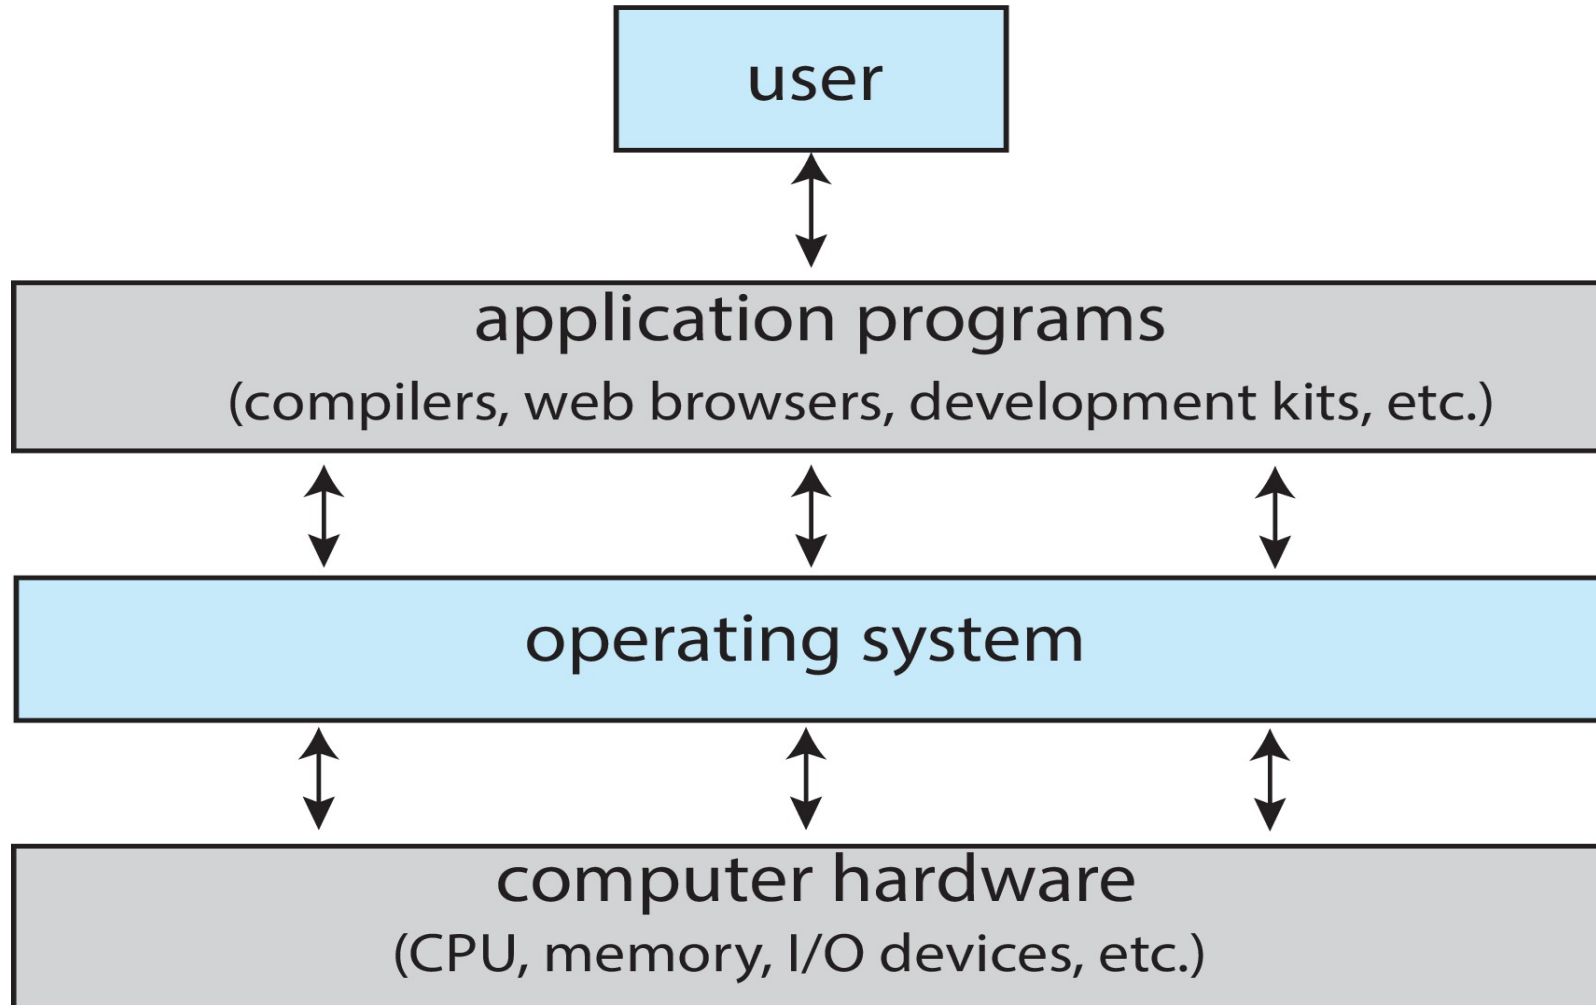 user
application programs
(compilers, web browsers, development kits, etc.)
operating system
computer hardware
(CPU, memory, I/O devices, etc.)